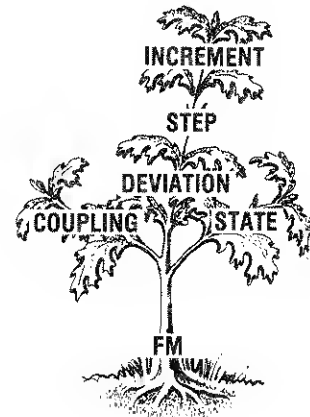 INCREMENT
STEP
DEVIATION
COUPLING STATE
FM